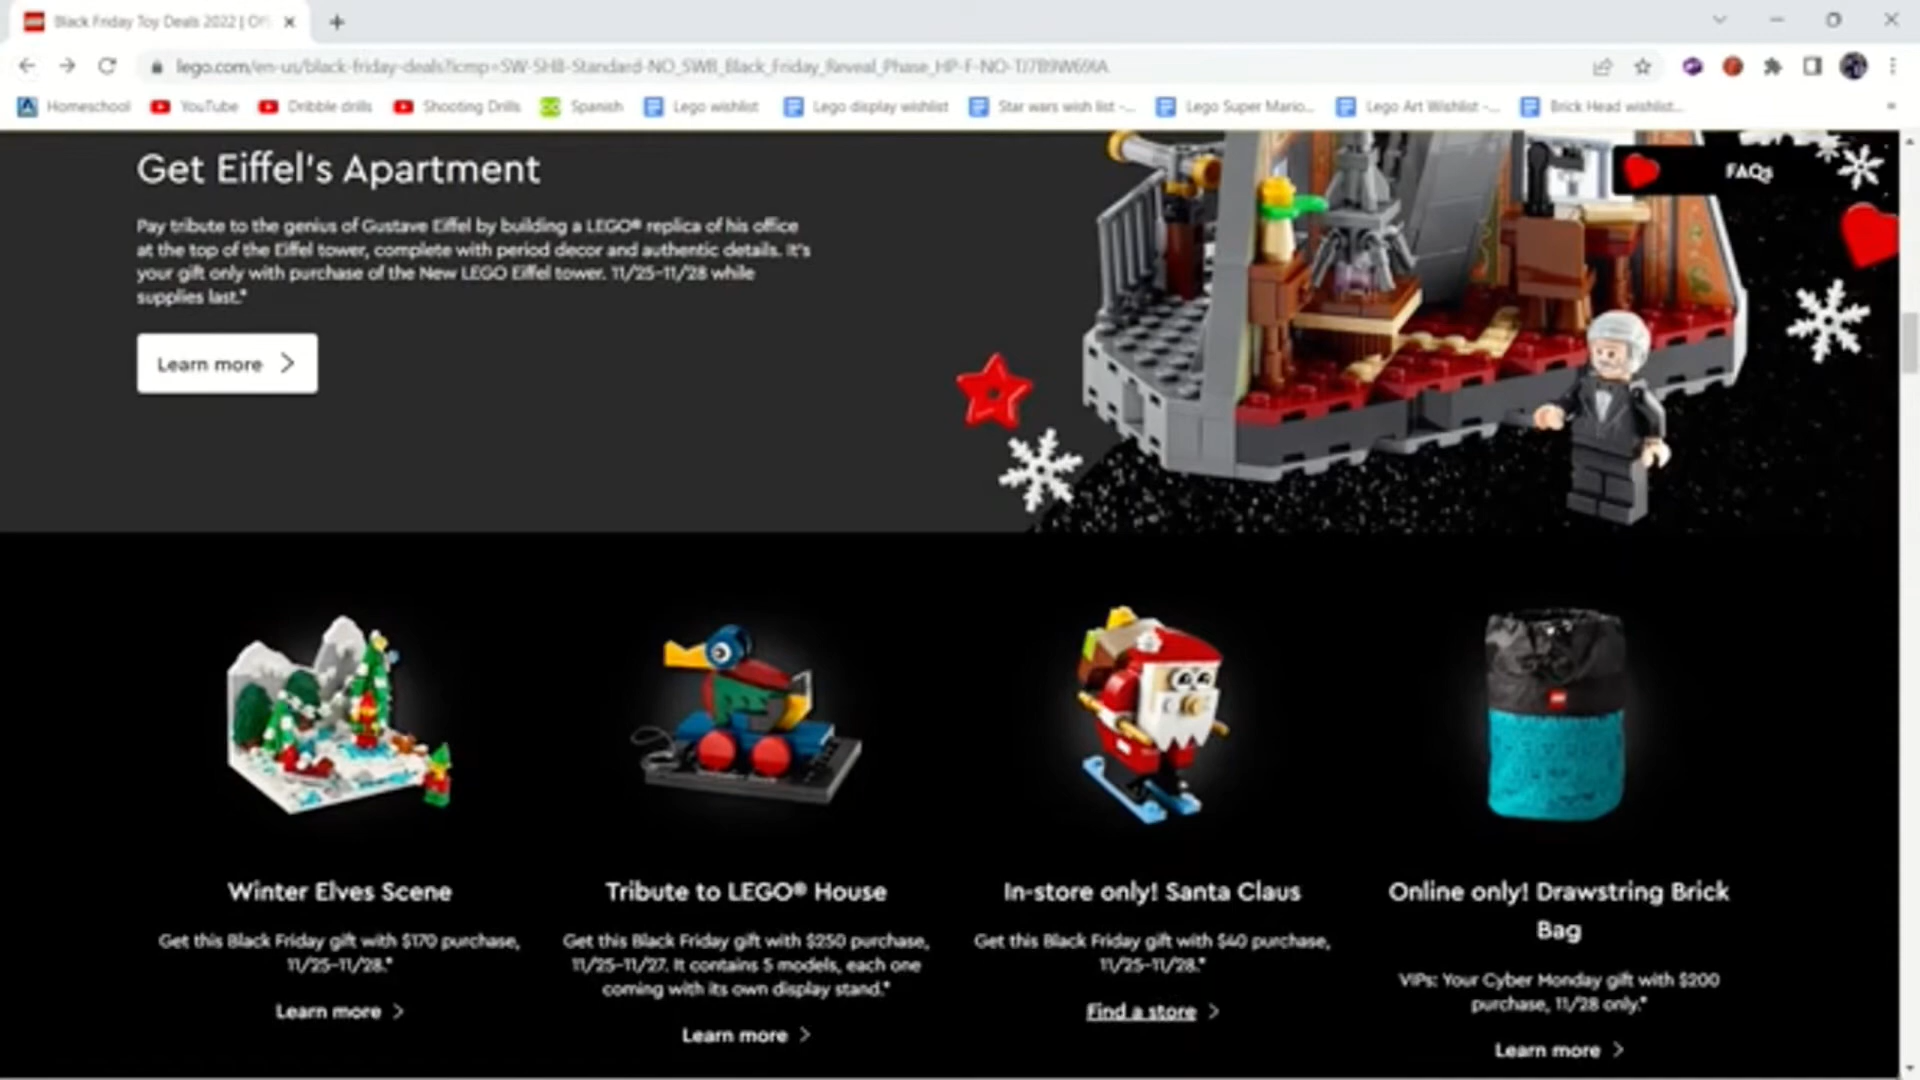 Black Friday Toy Deals 2022 | Of
lego.com/en-us/black-friday-deals?icmp=SW-SHB-Standard-NO_SWB_Black_Friday_Reveal_Phase_HP-F-NO-
Homeschool YouTube Dribble drills Shooting Drills Spanish Lego wishlist Lego display wishlist Star wars wish list -... Lego Super Mario... Lego Art Wishlist -... Brick Head wishlist...
FAQs
Get Eiffel's Apartment
Pay tribute to the genius of Gustave Eiffel by building a LEGO® replica of his office
at the top of the Eiffel tower, complete with period decor and authentic details. It's
your gift only with purchase of the New LEGO Eiffel tower. 11/25-11/28 while
supplies last.*
Learn more
Winter Elves Scene
Get this Black Friday gift with $170 purchase,
11/25-11/28.*
Learn more
Tribute to LEGO® House
Get this Black Friday gift with $250 purchase,
11/25-11/27. It contains 5 models, each one
coming with its own display stand.*
Learn more
In-store only! Santa Claus
Get this Black Friday gift with $40 purchase,
11/25-11/28.*
Find a store
Online only! Drawstring Brick
Bag
VIPs: Your Cyber Monday gift with $200
purchase, 11/28 only.*
Learn more